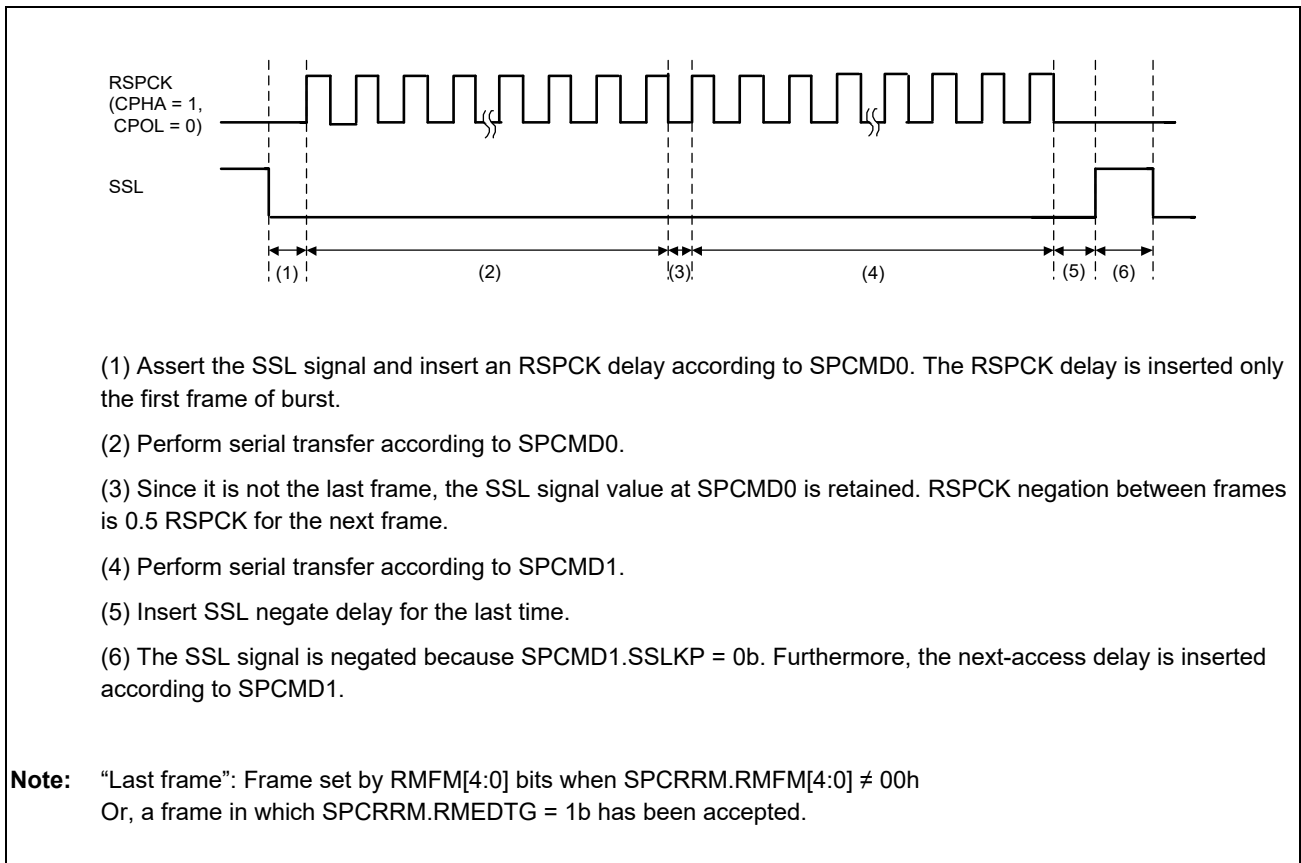 RSPCK
(CPHA = 1,
CPOL = 0)
SSL
(1)
(2)
(3)
(4)
(5)
(6)
(1) Assert the SSL signal and insert an RSPCK delay according to SPCMD0. The RSPCK delay is inserted only
the first frame of burst.
(2) Perform serial transfer according to SPCMD0.
(3) Since it is not the last frame, the SSL signal value at SPCMD0 is retained. RSPCK negation between frames
is 0.5 RSPCK for the next frame.
(4) Perform serial transfer according to SPCMD1.
(5) Insert SSL negate delay for the last time.
(6) The SSL signal is negated because SPCMD1.SSLKP = 0b. Furthermore, the next-access delay is inserted
according to SPCMD1.
Note: “Last frame”: Frame set by RMFM[4:0] bits when SPCRRM.RMFM[4:0] ≠ 00h
Or, a frame in which SPCRRM.RMEDTG = 1b has been accepted.